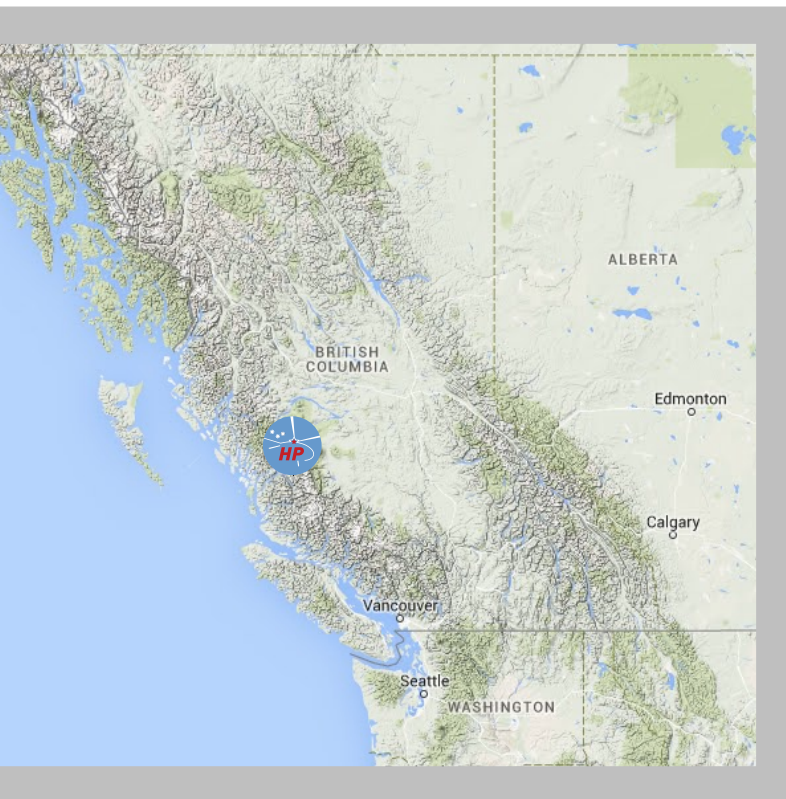 ALBERTA
BRITISH
COLUMBIA
Edmonton
HP
Calgary
Vancouver
Seattle
WASHINGTON